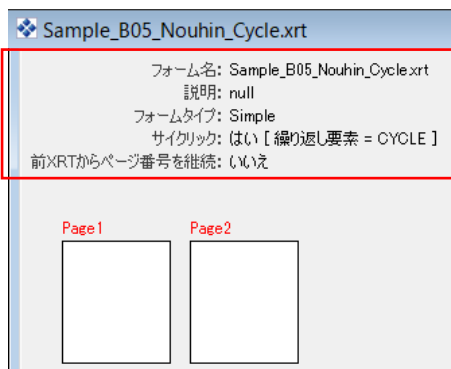 Sample_B05_Nouhin_Cycle.xrt
フォーム名: Sample_B05_Nouhin_Cycle.xrt
説明: null
フォームタイプ: Simple
サイクリック: はい [ 繰り返し要素 = CYCLE ]
前XRTからページ番号を継続: いいえ
Page1 Page2